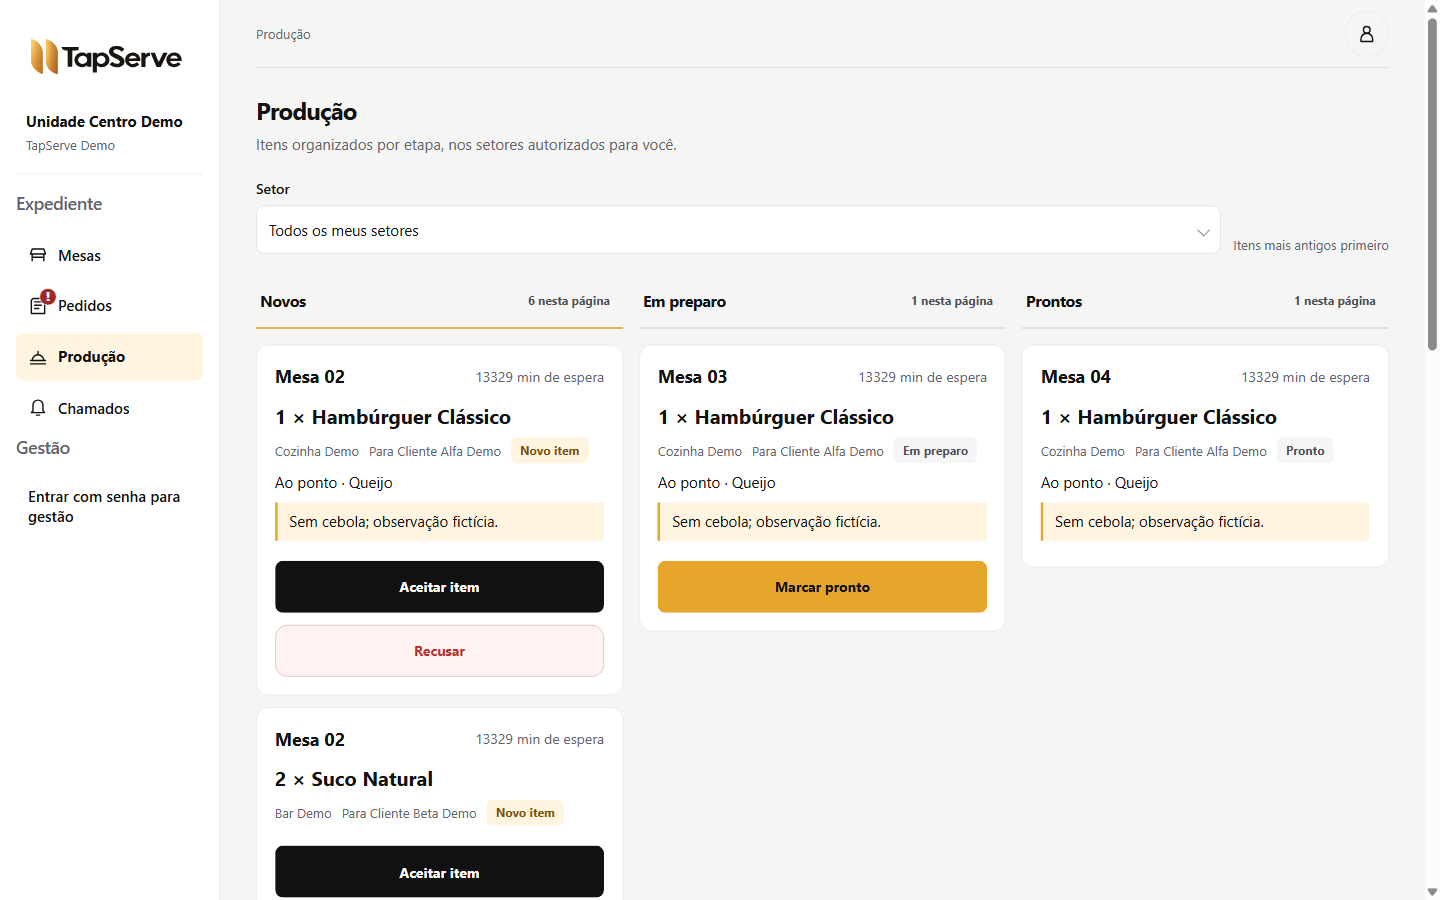 TapServe
Unidade Centro Demo
TapServe Demo
Expediente
Mesas
Pedidos
Produção
Chamados
Gestão
Entrar com senha para
gestão
Produção
Produção
Itens organizados por etapa, nos setores autorizados para você.
Setor
Todos os meus setores
Itens mais antigos primeiro
Novos
6 nesta página
Mesa 02
13329 min de espera
1 × Hambúrguer Clássico
Cozinha Demo Para Cliente Alfa Demo Novo item
Ao ponto · Queijo
Sem cebola; observação fictícia.
Aceitar item
Recusar
Mesa 02
13329 min de espera
2 × Suco Natural
Bar Demo Para Cliente Beta Demo Novo item
Aceitar item
Em preparo
1 nesta página
Mesa 03
13329 min de espera
1 × Hambúrguer Clássico
Cozinha Demo Para Cliente Alfa Demo Em preparo
Ao ponto · Queijo
Sem cebola; observação fictícia.
Marcar pronto
Prontos
1 nesta página
Mesa 04
13329 min de espera
1 × Hambúrguer Clássico
Cozinha Demo Para Cliente Alfa Demo Pronto
Ao ponto · Queijo
Sem cebola; observação fictícia.